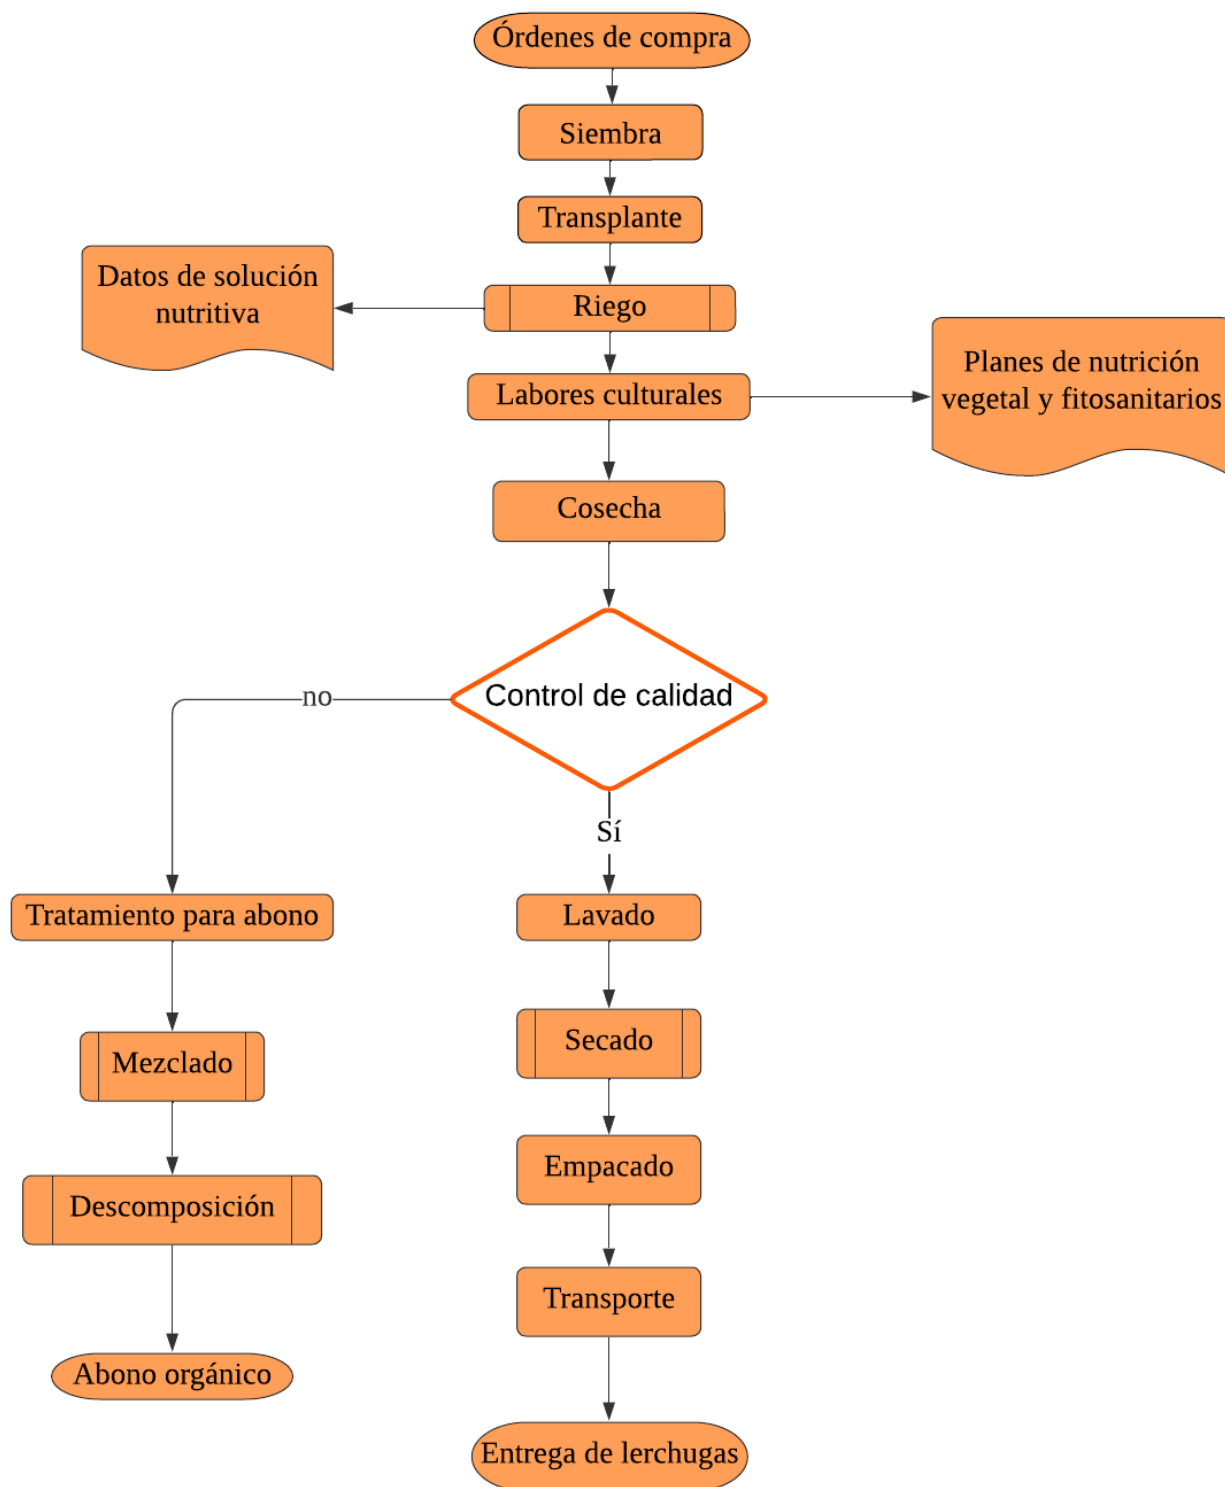 Órdenes de compra
Siembra
Transplante
Datos de solución
nutritiva
Riego
Planes de nutrición
vegetal y fitosanitarios
Labores culturales
Cosecha
Control de calidad
no
Sí
Tratamiento para abono
Lavado
Mezclado
Secado
Descomposición
Empacado
Transporte
Abono orgánico
Entrega de lerchugas